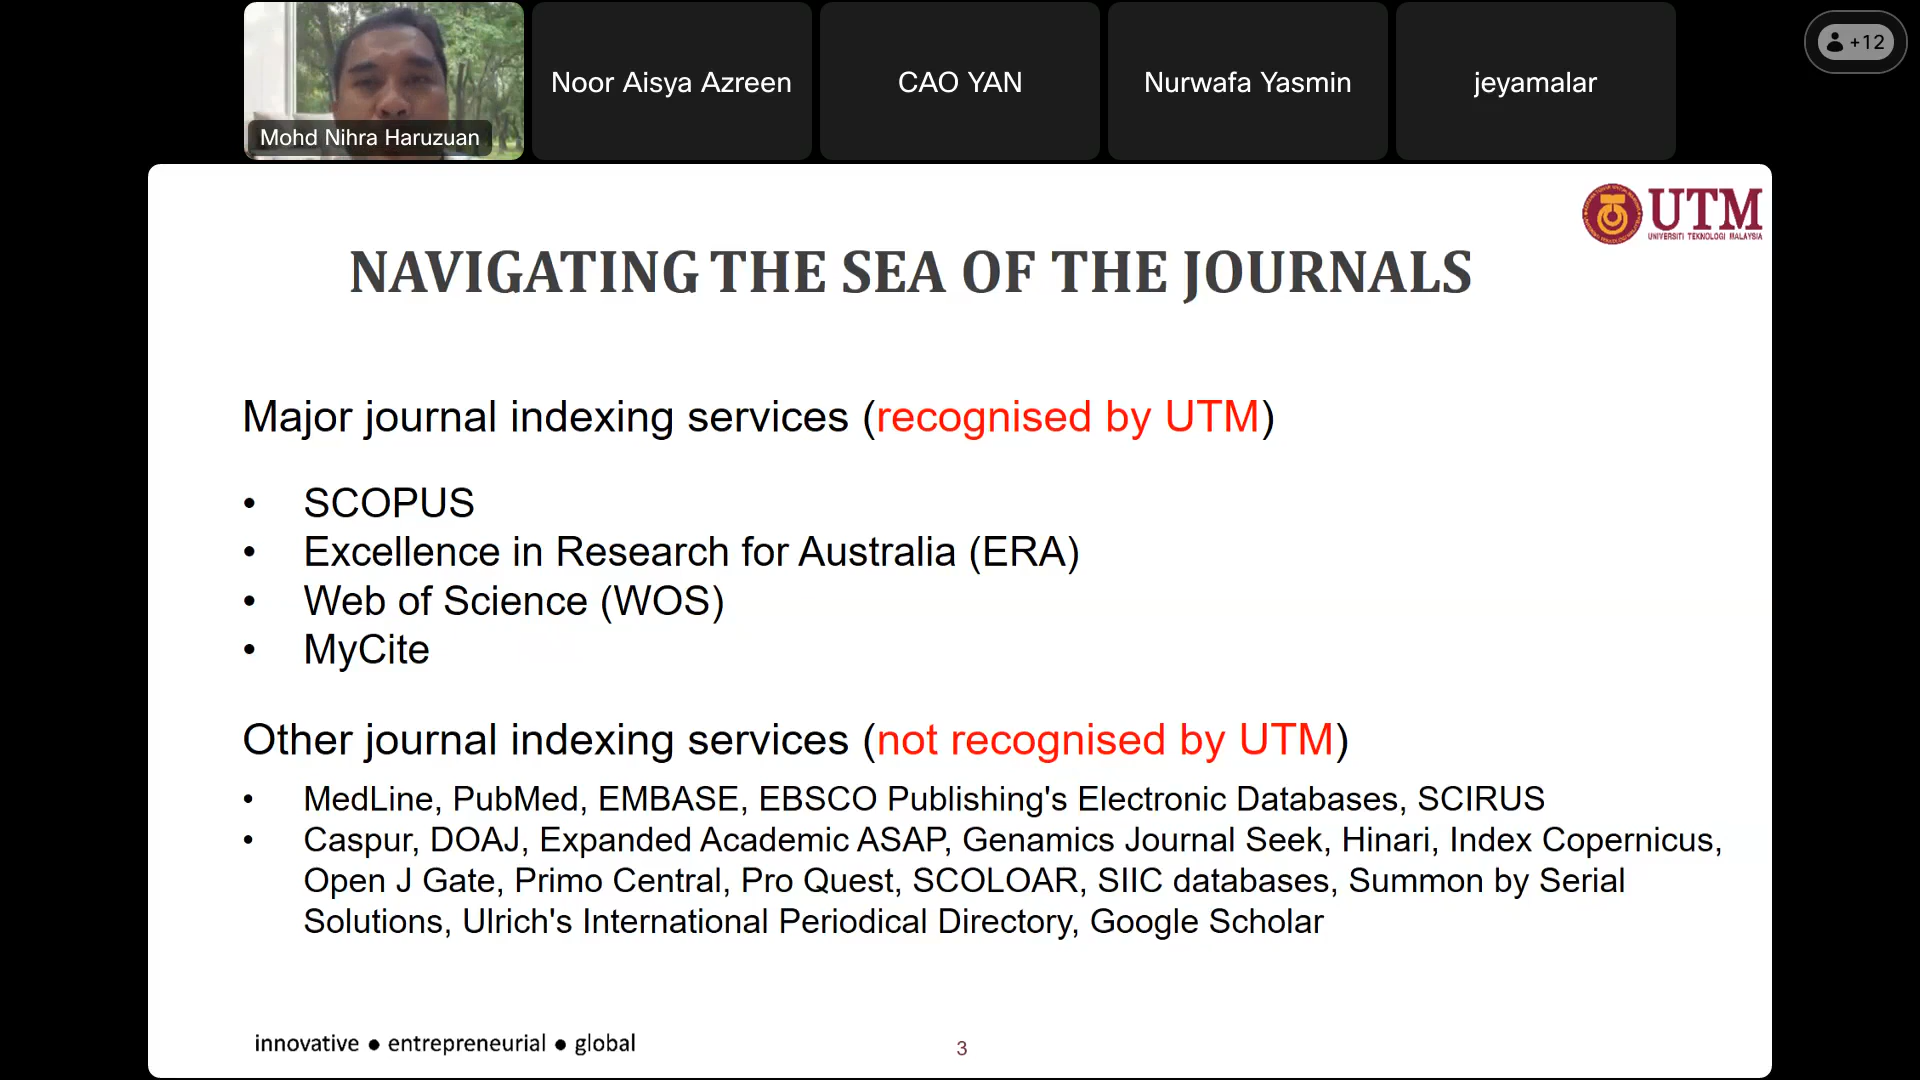 Mohd Nihra Haruzuan
Noor Aisya Azreen
CAO YAN
Nurwafa Yasmin
jeyamalar
+12
UTM
UNIVERSITI TEKNOLOGI MALAYSIA
NAVIGATING THE SEA OF THE JOURNALS
Major journal indexing services (recognised by UTM)
• SCOPUS
• Excellence in Research for Australia (ERA)
• Web of Science (WOS)
• MyCite
Other journal indexing services (not recognised by UTM)
• MedLine, PubMed, EMBASE, EBSCO Publishing's Electronic Databases, SCIRUS
• Caspur, DOAJ, Expanded Academic ASAP, Genamics Journal Seek, Hinari, Index Copernicus,
Open J Gate, Primo Central, Pro Quest, SCOLOAR, SIIC databases, Summon by Serial
Solutions, Ulrich's International Periodical Directory, Google Scholar
innovative ● entrepreneurial ● global
3